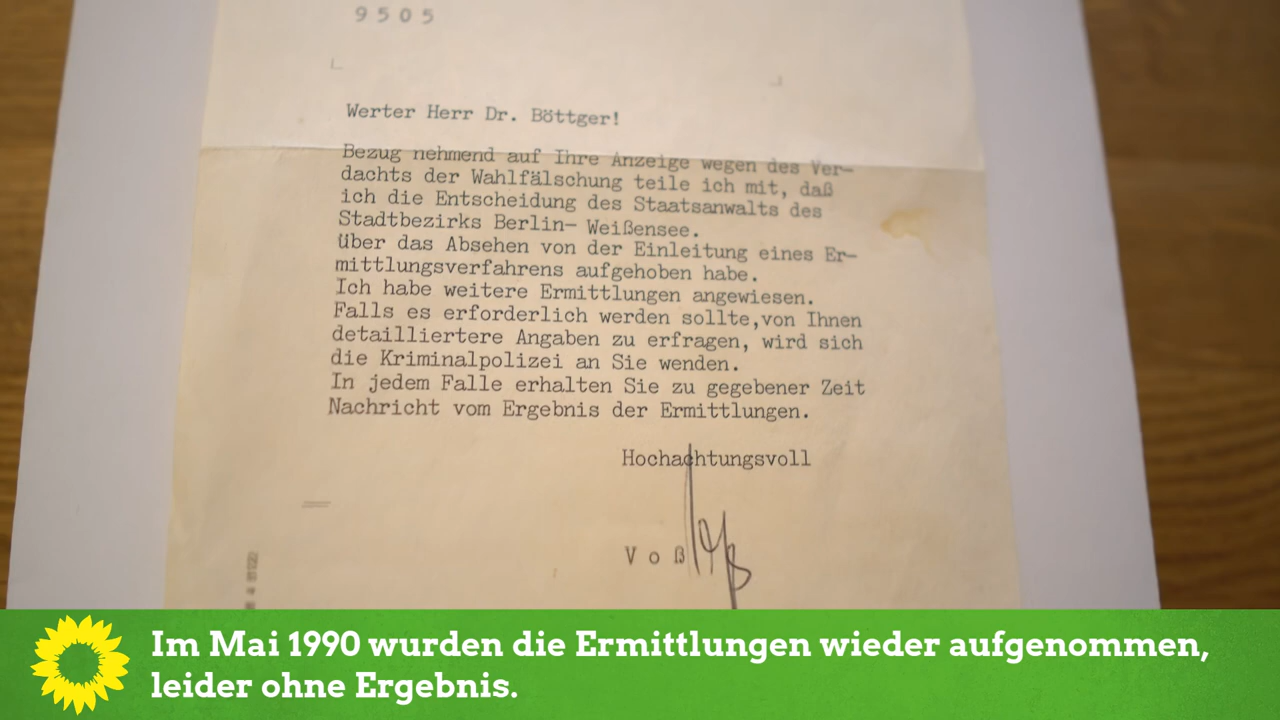 9505
Werter Herr Dr. Böttger!
Bezug nehmend auf Ihre Anzeige wegen des Ver-
dachts der Wahlfälschung teile ich mit, daß
ich die Entscheidung des Staatsanwalts des
Stadtbezirks Berlin- Weißensee.
über das Absehen von der Einleitung eines Er-
mittlungsverfahrens aufgehoben habe.
Ich habe weitere Ermittlungen angewiesen.
Falls es erforderlich werden sollte,von Ihnen
detailliertere Angaben zu erfragen, wird sich
die Kriminalpolizei an Sie wenden.
In jedem Falle erhalten Sie zu gegebener Zeit
Nachricht vom Ergebnis der Ermittlungen.
Hochachtungsvoll
Voß
Im Mai 1990 wurden die Ermittlungen wieder aufgenommen,
leider ohne Ergebnis.